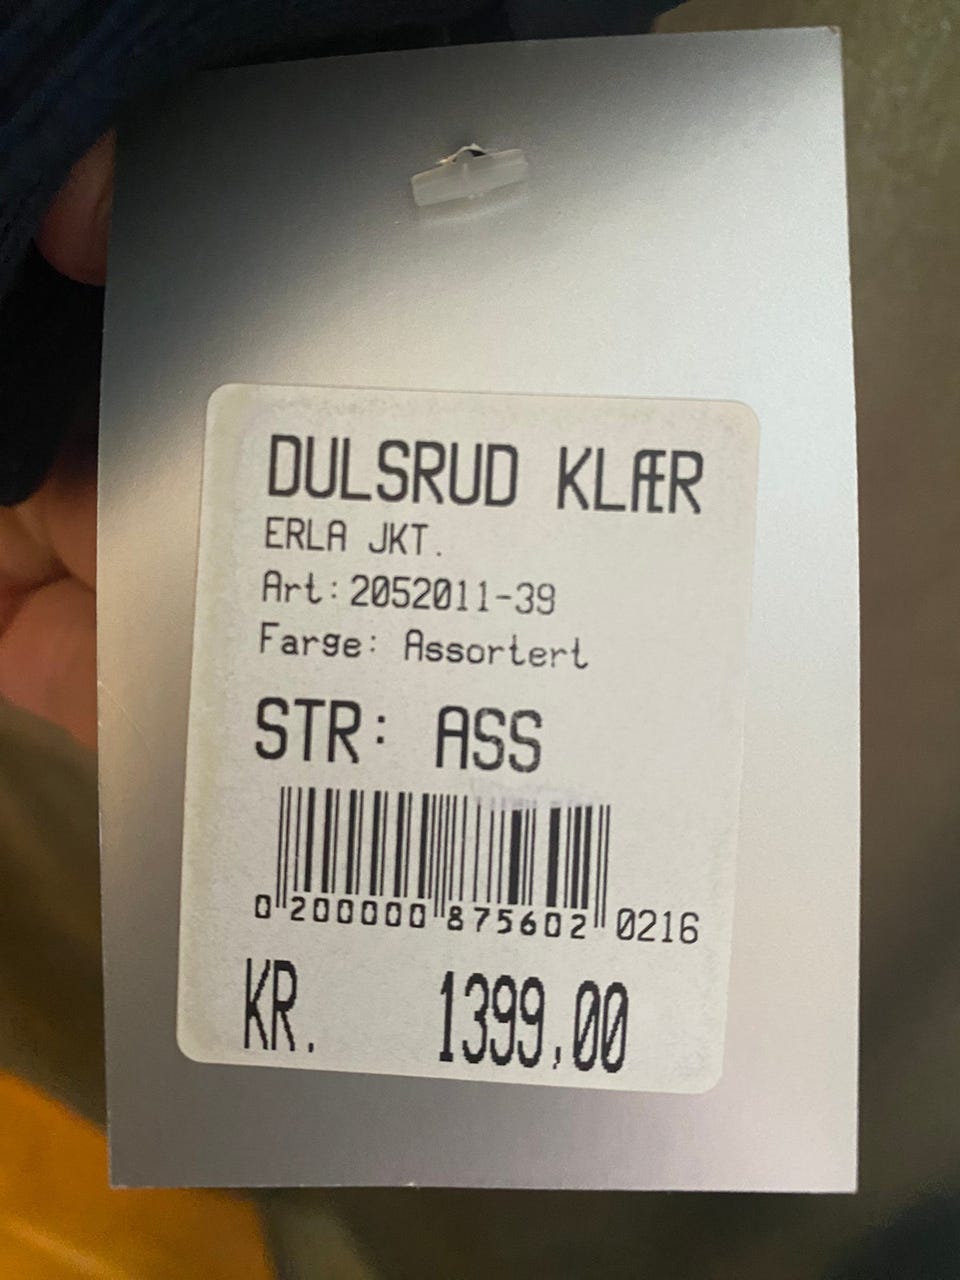 DULSRUD KLÆR
ERLA JKT.
Art: 2052011-39
Farge: Assortert
STR: ASS
0 200000 875602 0216
KR. 1399,00